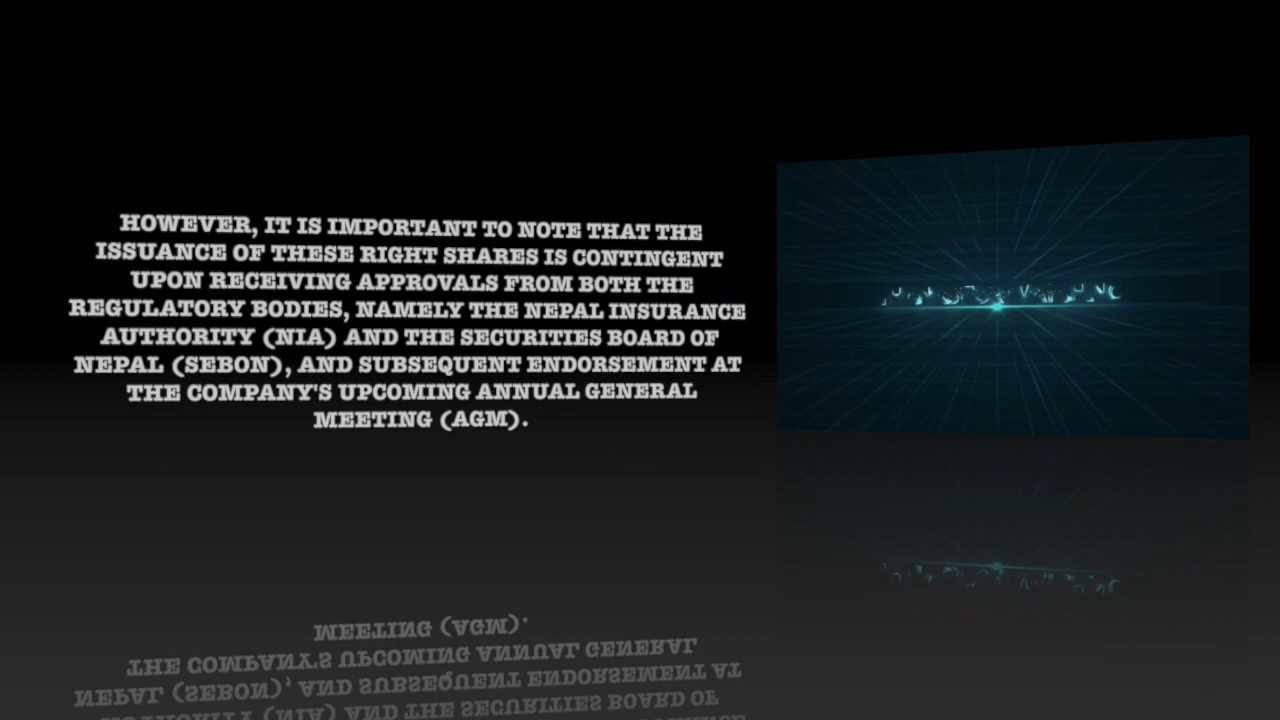 HOWEVER, IT IS IMPORTANT TO NOTE THAT THE
ISSUANCE OF THESE RIGHT SHARES IS CONTINGENT
UPON RECEIVING APPROVALS FROM BOTH THE
REGULATORY BODIES, NAMELY THE NEPAL INSURANCE
AUTHORITY (NIA) AND THE SECURITIES BOARD OF
NEPAL (SEBON), AND SUBSEQUENT ENDORSEMENT AT
THE COMPANY'S UPCOMING ANNUAL GENERAL
MEETING (AGM).